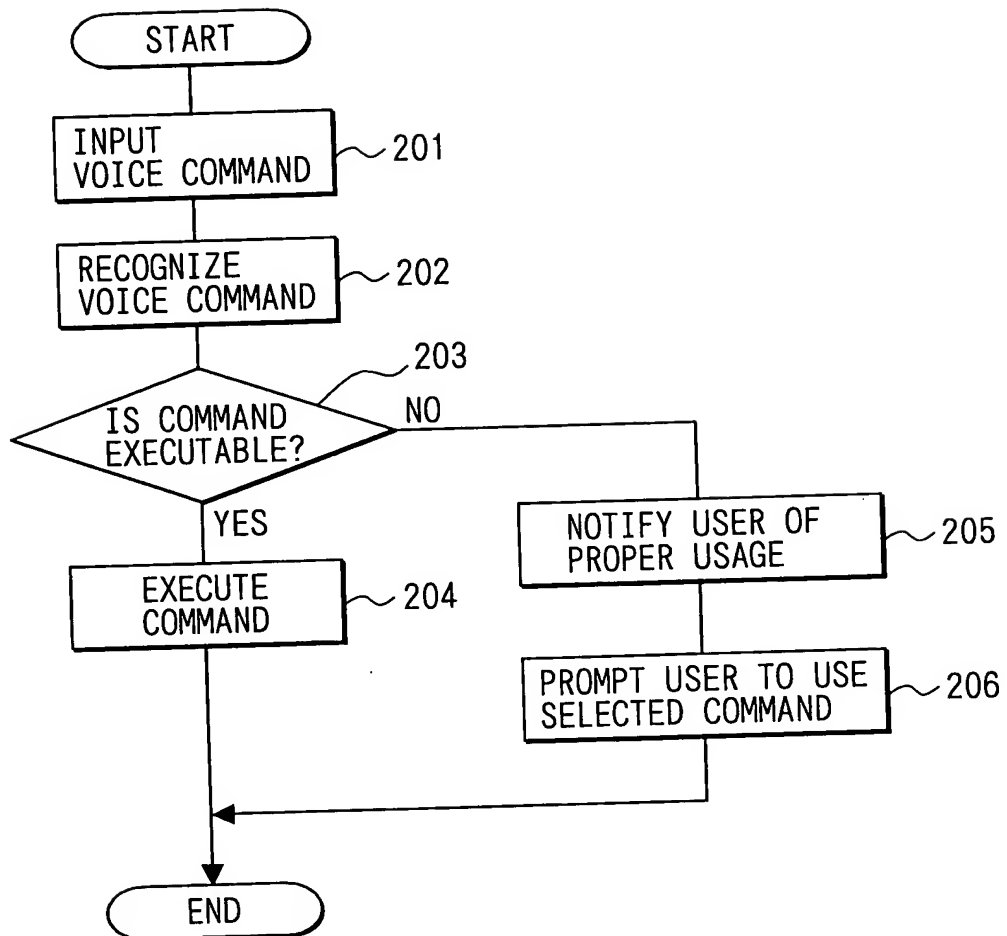 START
INPUT
VOICE COMMAND
201
RECOGNIZE
VOICE COMMAND
202
203
IS COMMAND
EXECUTABLE?
NO
YES
EXECUTE
COMMAND
204
NOTIFY USER OF
PROPER USAGE
205
PROMPT USER TO USE
SELECTED COMMAND
206
END